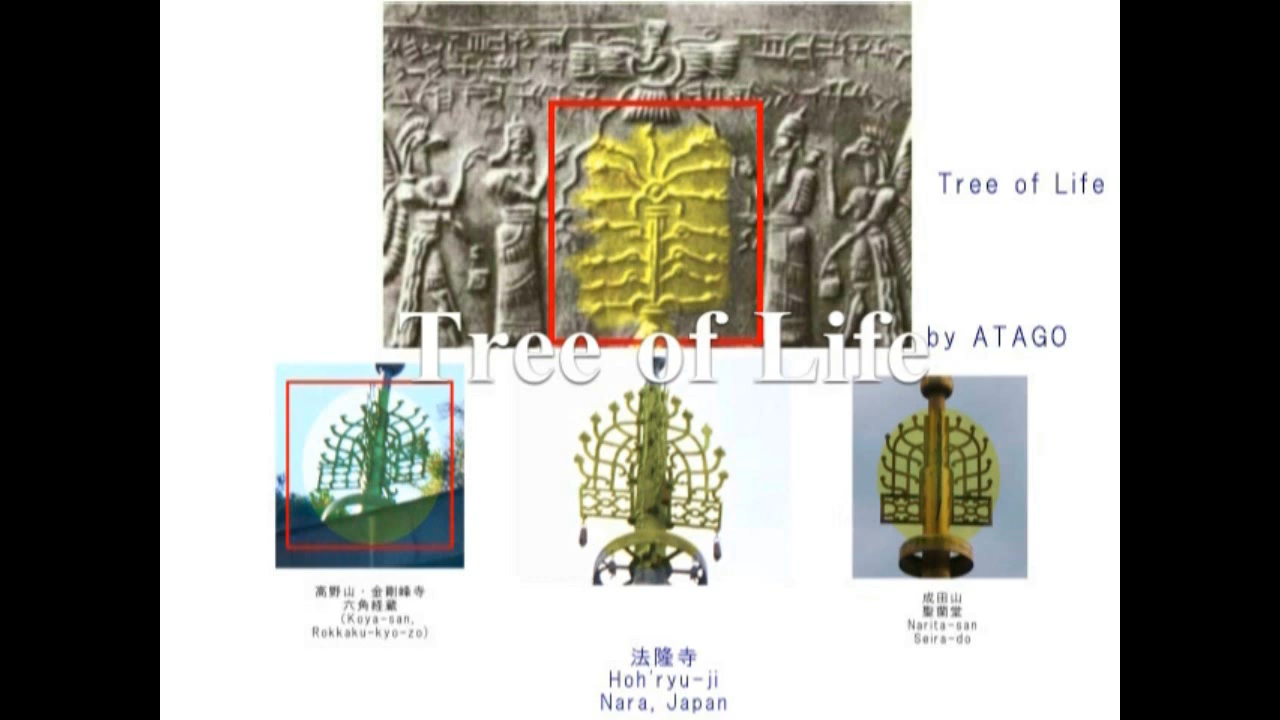 Tree of Life
Tree of Life
by ATAGO
高野山・金剛峰寺
六角経蔵
(Koya-san,
Rokkaku-kyo-zo)
法隆寺
Hoh'ryu-ji
Nara, Japan
成田山
聖 堂
Narita-san
Seira-do